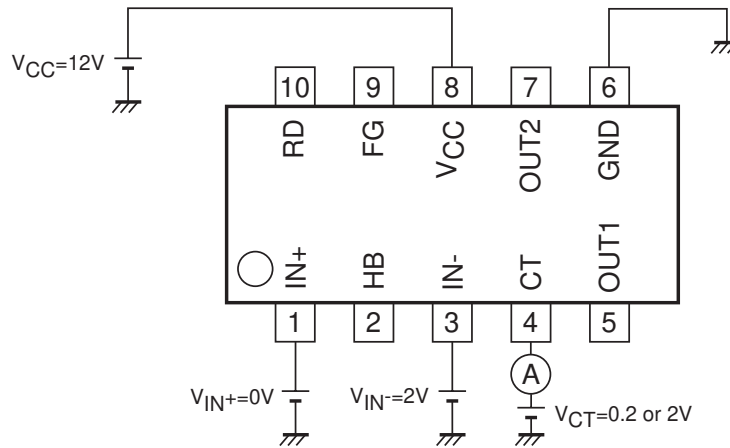 VCC=12V
10 9 8 7 6
RD FG VCC OUT2 GND
IN+ HB IN- CT OUT1
1 2 3 4 5
A
VIN+=0V VIN-=2V VCT=0.2 or 2V